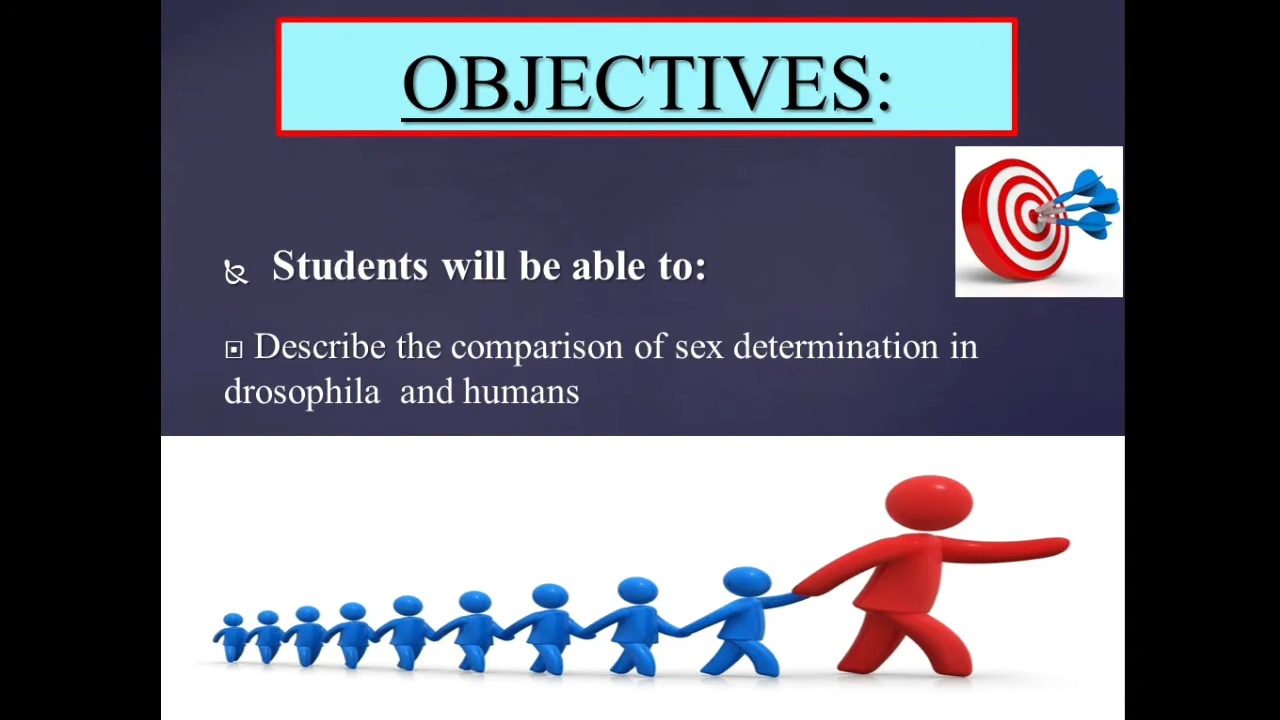 OBJECTIVES:
Students will be able to:
Describe the comparison of sex determination in
drosophila and humans